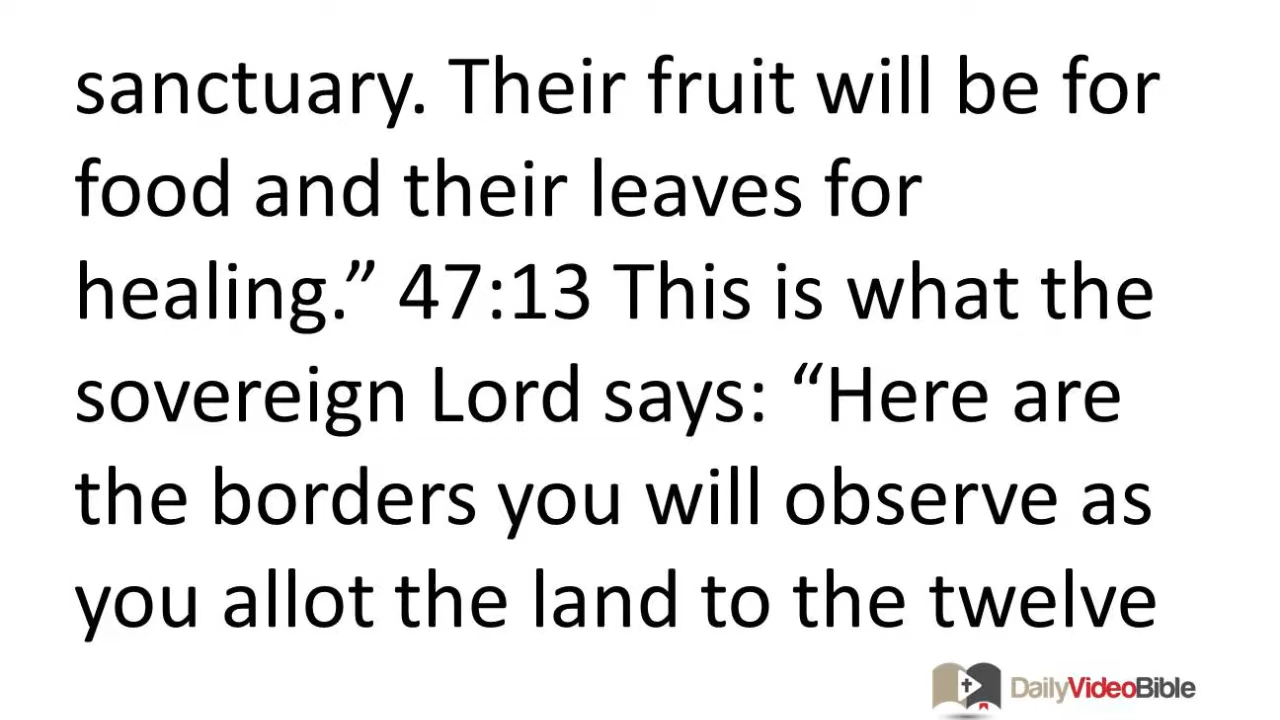 sanctuary. Their fruit will be for
food and their leaves for
healing.” 47:13 This is what the
sovereign Lord says: “Here are
the borders you will observe as
you allot the land to the twelve
DailyVideoBible